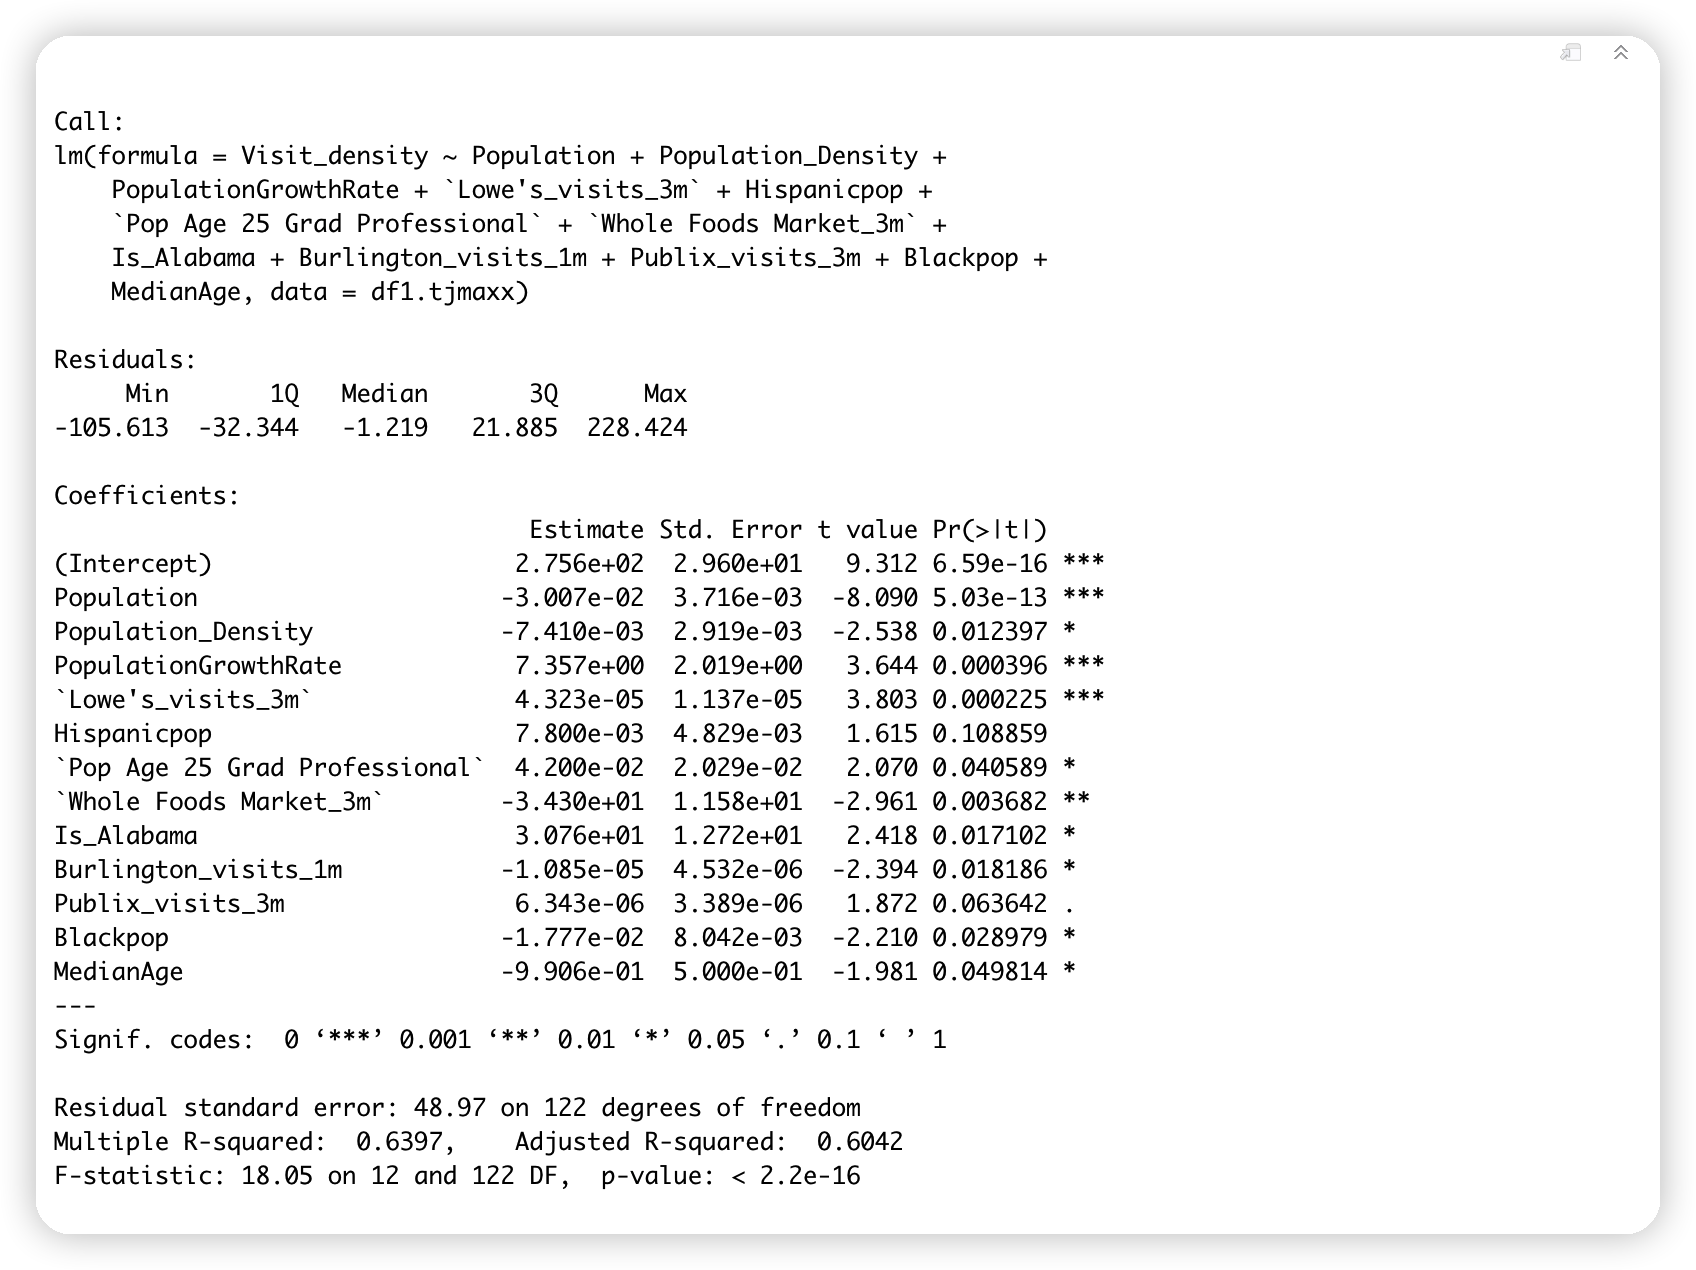 Call:
lm(formula = Visit_density ~ Population + Population_Density +
    PopulationGrowthRate + `Lowe's_visits_3m` + Hispanicpop +
    `Pop Age 25 Grad Professional` + `Whole Foods Market_3m` +
    Is_Alabama + Burlington_visits_1m + Publix_visits_3m + Blackpop +
    MedianAge, data = df1.tjmaxx)
Residuals:
     Min       1Q   Median       3Q      Max
-105.613  -32.344   -1.219   21.885  228.424
Coefficients:
                                 Estimate Std. Error t value Pr(>|t|)
(Intercept)                     2.756e+02  2.960e+01   9.312 6.59e-16 ***
Population                     -3.007e-02  3.716e-03  -8.090 5.03e-13 ***
Population_Density             -7.410e-03  2.919e-03  -2.538 0.012397 *
PopulationGrowthRate            7.357e+00  2.019e+00   3.644 0.000396 ***
`Lowe's_visits_3m`              4.323e-05  1.137e-05   3.803 0.000225 ***
Hispanicpop                     7.800e-03  4.829e-03   1.615 0.108859
`Pop Age 25 Grad Professional`  4.200e-02  2.029e-02   2.070 0.040589 *
`Whole Foods Market_3m`        -3.430e+01  1.158e+01  -2.961 0.003682 **
Is_Alabama                      3.076e+01  1.272e+01   2.418 0.017102 *
Burlington_visits_1m           -1.085e-05  4.532e-06  -2.394 0.018186 *
Publix_visits_3m                6.343e-06  3.389e-06   1.872 0.063642 .
Blackpop                       -1.777e-02  8.042e-03  -2.210 0.028979 *
MedianAge                      -9.906e-01  5.000e-01  -1.981 0.049814 *
---
Signif. codes:  0 ‘***’ 0.001 ‘**’ 0.01 ‘*’ 0.05 ‘.’ 0.1 ‘ ’ 1
Residual standard error: 48.97 on 122 degrees of freedom
Multiple R-squared:  0.6397,    Adjusted R-squared:  0.6042
F-statistic: 18.05 on 12 and 122 DF,  p-value: < 2.2e-16